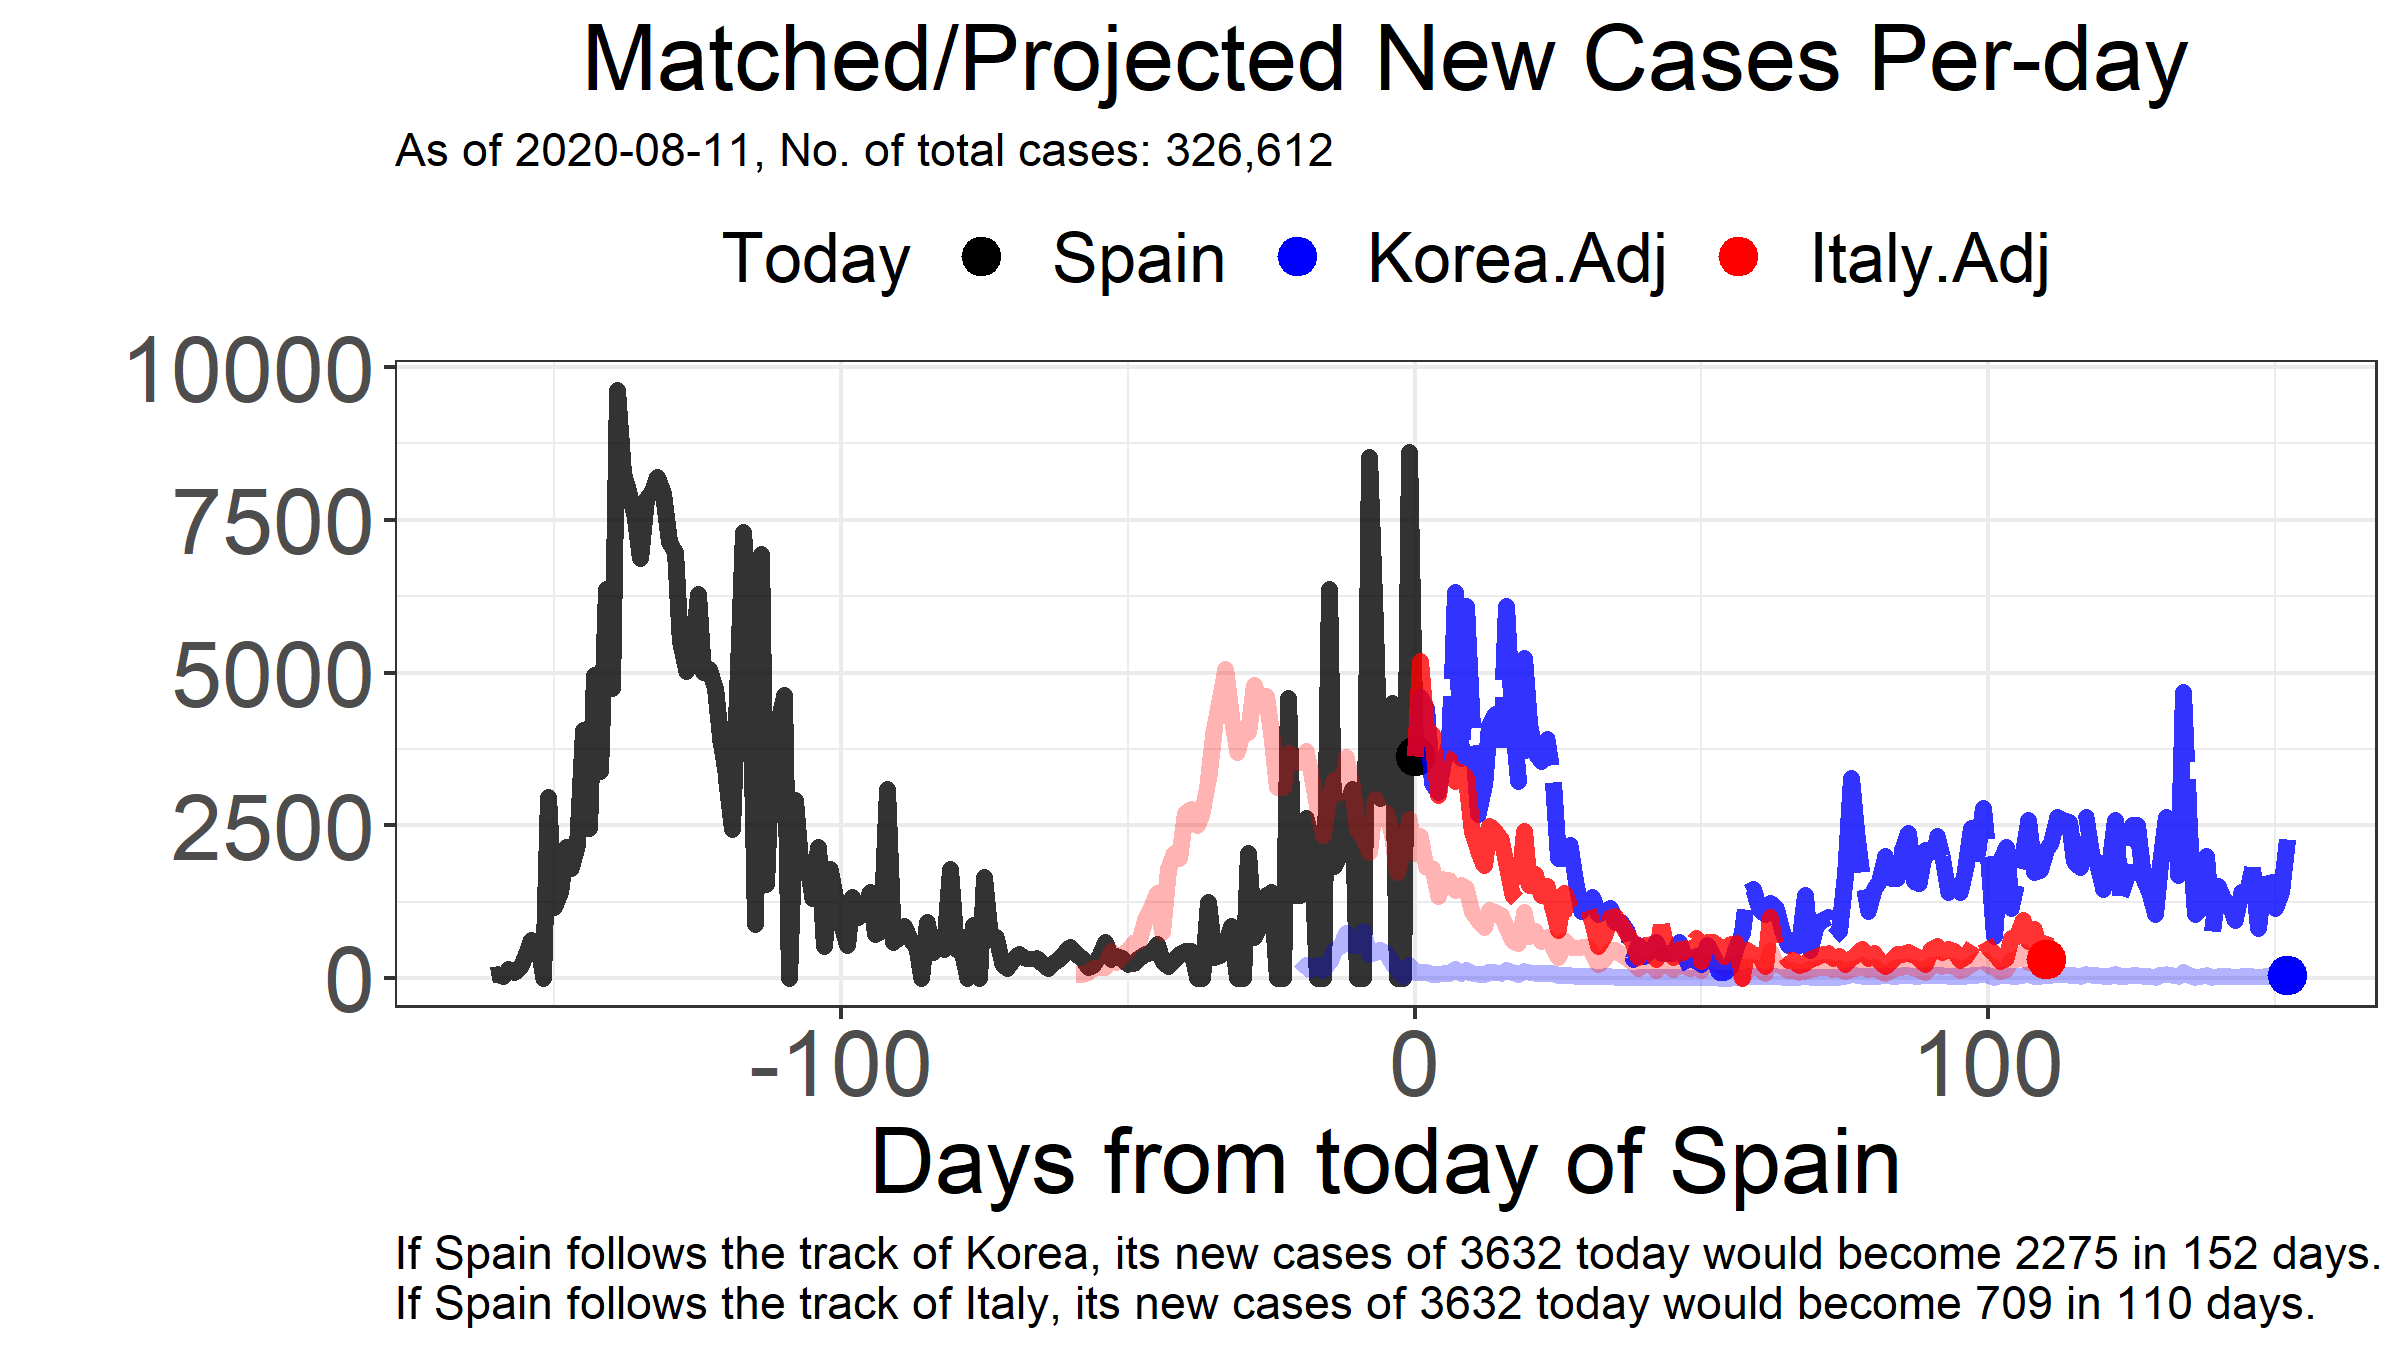 Matched/Projected New Cases Per-day
As of 2020-08-11, No. of total cases: 326,612
Today Spain Korea.Adj Italy.Adj
10000
7500
5000
2500
0
-100 0 100
Days from today of Spain
If Spain follows the track of Korea, its new cases of 3632 today would become 2275 in 152 days.
If Spain follows the track of Italy, its new cases of 3632 today would become 709 in 110 days.